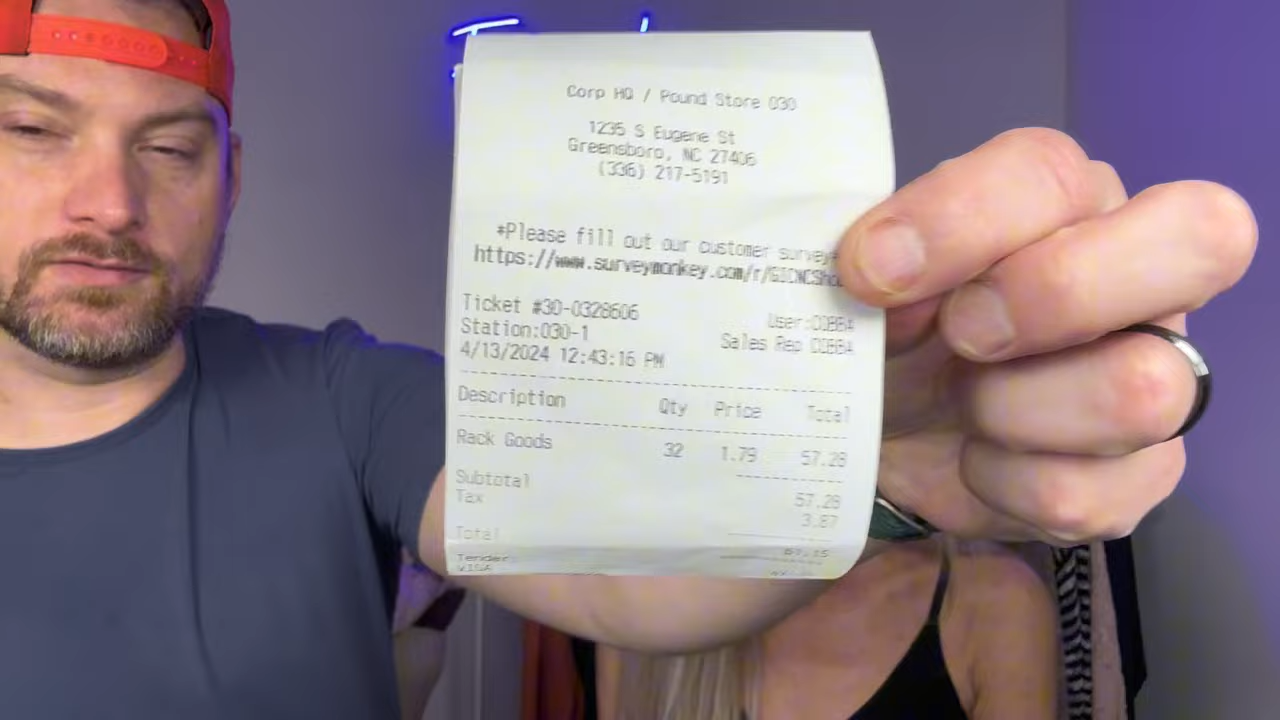 Corp HQ / Pound Store 030
1235 S Eugene St
Greensboro, NC 27406
(336) 217-5191
*Please fill out our customer survey
https://www.surveymonkey.com/r/GICNCSho
Ticket #30-0328606
User:COBBA
Station:030-1
Sales Rep COBBA
4/13/2024 12:43:16 PM
Description Qty Price Total
Rack Goods 32 1.79 57.28
Subtotal 57.28
Tax 3.87
Total
Tender:
VISA